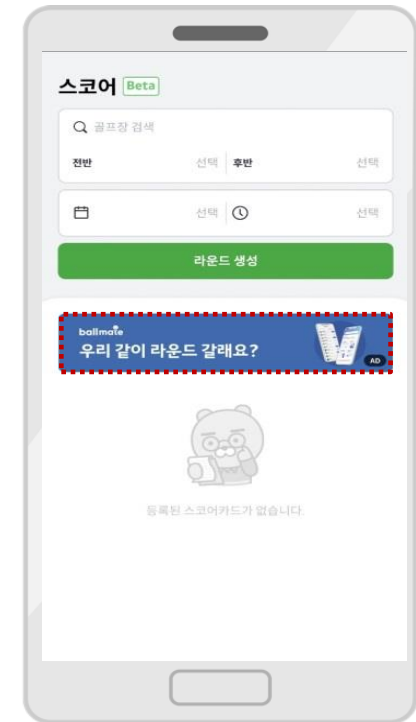 스코어 Beta
골프장 검색
전반 선택 후반 선택
선택 선택
라운드 생성
ballmate
우리 같이 라운드 갈래요?
AD
등록된 스코어카드가 없습니다.